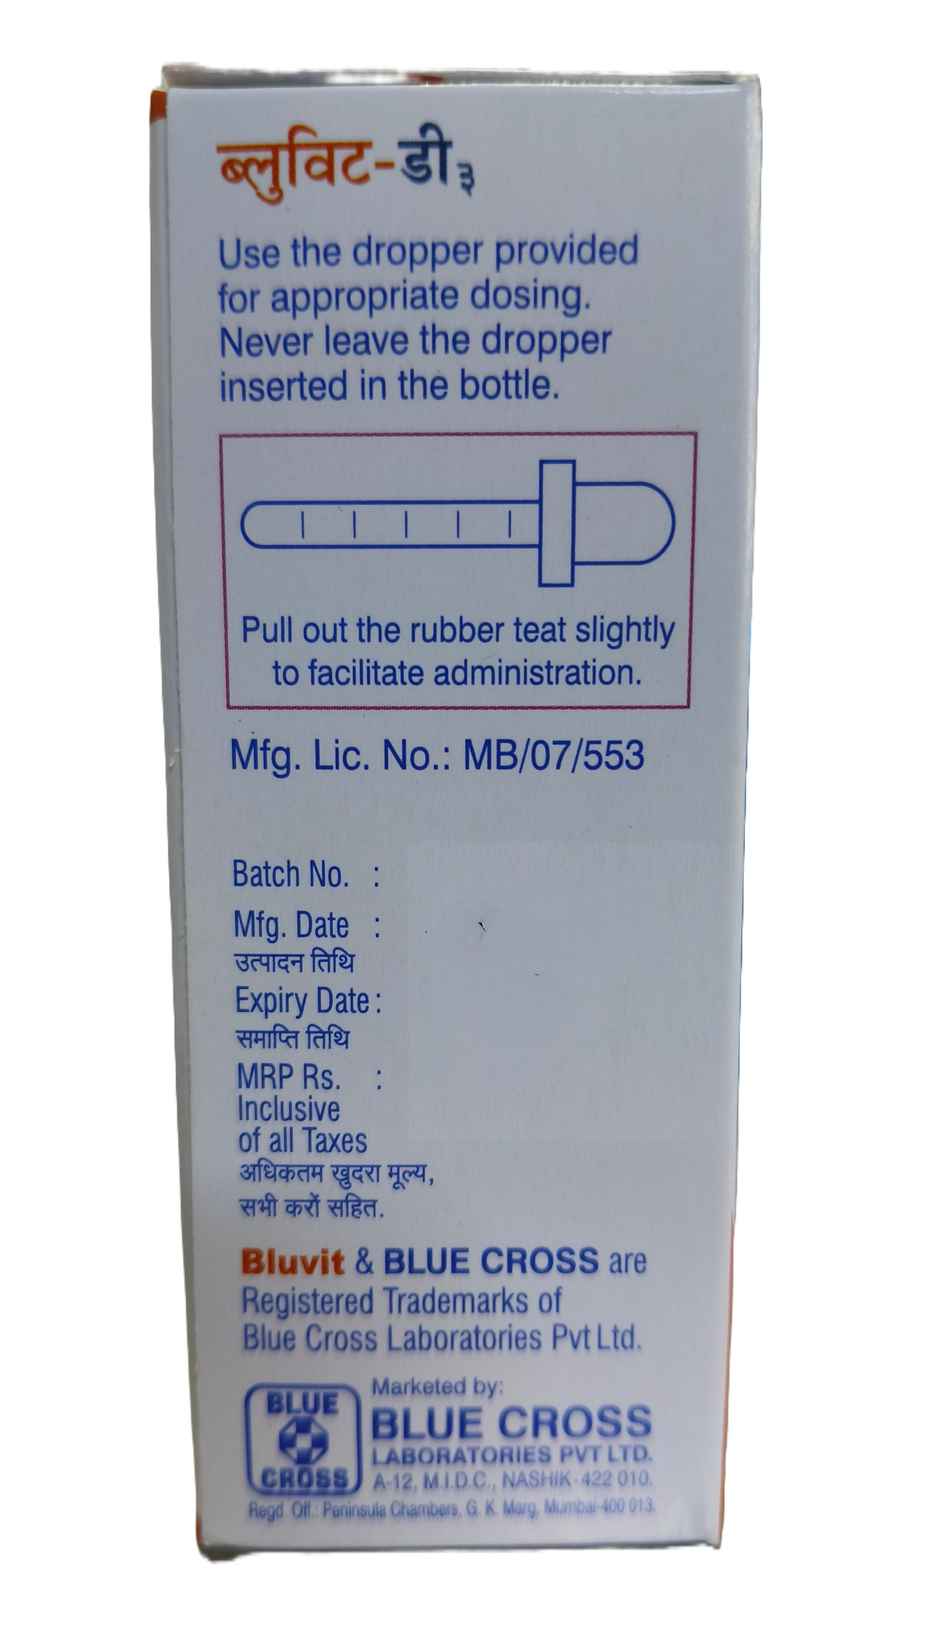 ब्लुविट-डी३
Use the dropper provided
for appropriate dosing.
Never leave the dropper
inserted in the bottle.
Pull out the rubber teat slightly
to facilitate administration.
Mfg. Lic. No.: MB/07/553
Batch No. :
Mfg. Date :
उत्पादन तिथि
Expiry Date :
समाप्ति तिथि
MRP Rs. :
Inclusive
of all Taxes
अधिकतम खुदरा मूल्य,
सभी करों सहित.
Bluvit & BLUE CROSS are
Registered Trademarks of
Blue Cross Laboratories Pvt Ltd.
BLUE
CROSS
Marketed by:
BLUE CROSS
LABORATORIES PVT LTD.
A-12, M.I.D.C., NASHIK-422 010.
Regd. Off.: Peninsula Chambers, G. K. Marg, Mumbai-400 013.